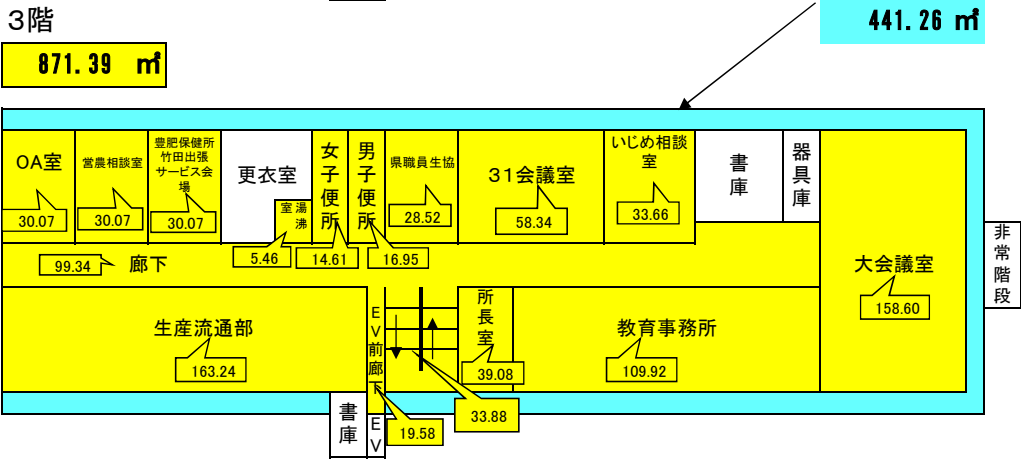 3階
441.26 ㎡
871.39 ㎡
OA室
30.07
営農相談室
30.07
豊肥保健所
竹田出張
サービス会
場
30.07
更衣室
湯沸室
5.46
女子便所
14.61
男子便所
16.95
県職員生協
28.52
31会議室
58.34
いじめ相談
室
33.66
書庫
器具庫
大会議室
158.60
非常階段
99.34
廊下
生産流通部
163.24
EV前廊下
19.58
33.88
所長室
39.08
教育事務所
109.92
書庫
EV